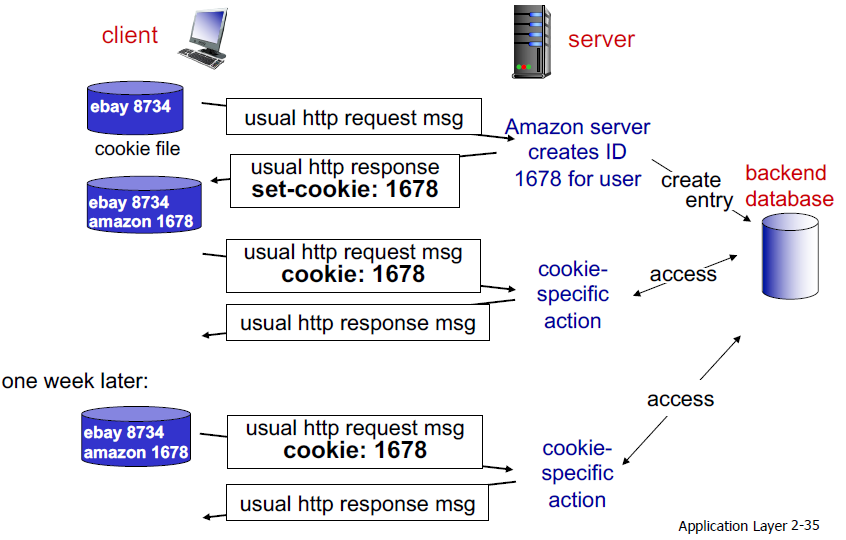 client
server
ebay 8734
cookie file
usual http request msg
Amazon server
creates ID
1678 for user
usual http response
set-cookie: 1678
create
entry
backend
database
ebay 8734
amazon 1678
usual http request msg
cookie: 1678
cookie-
specific
action
access
usual http response msg
one week later:
access
ebay 8734
amazon 1678
usual http request msg
cookie: 1678
cookie-
specific
action
usual http response msg
Application Layer 2-35